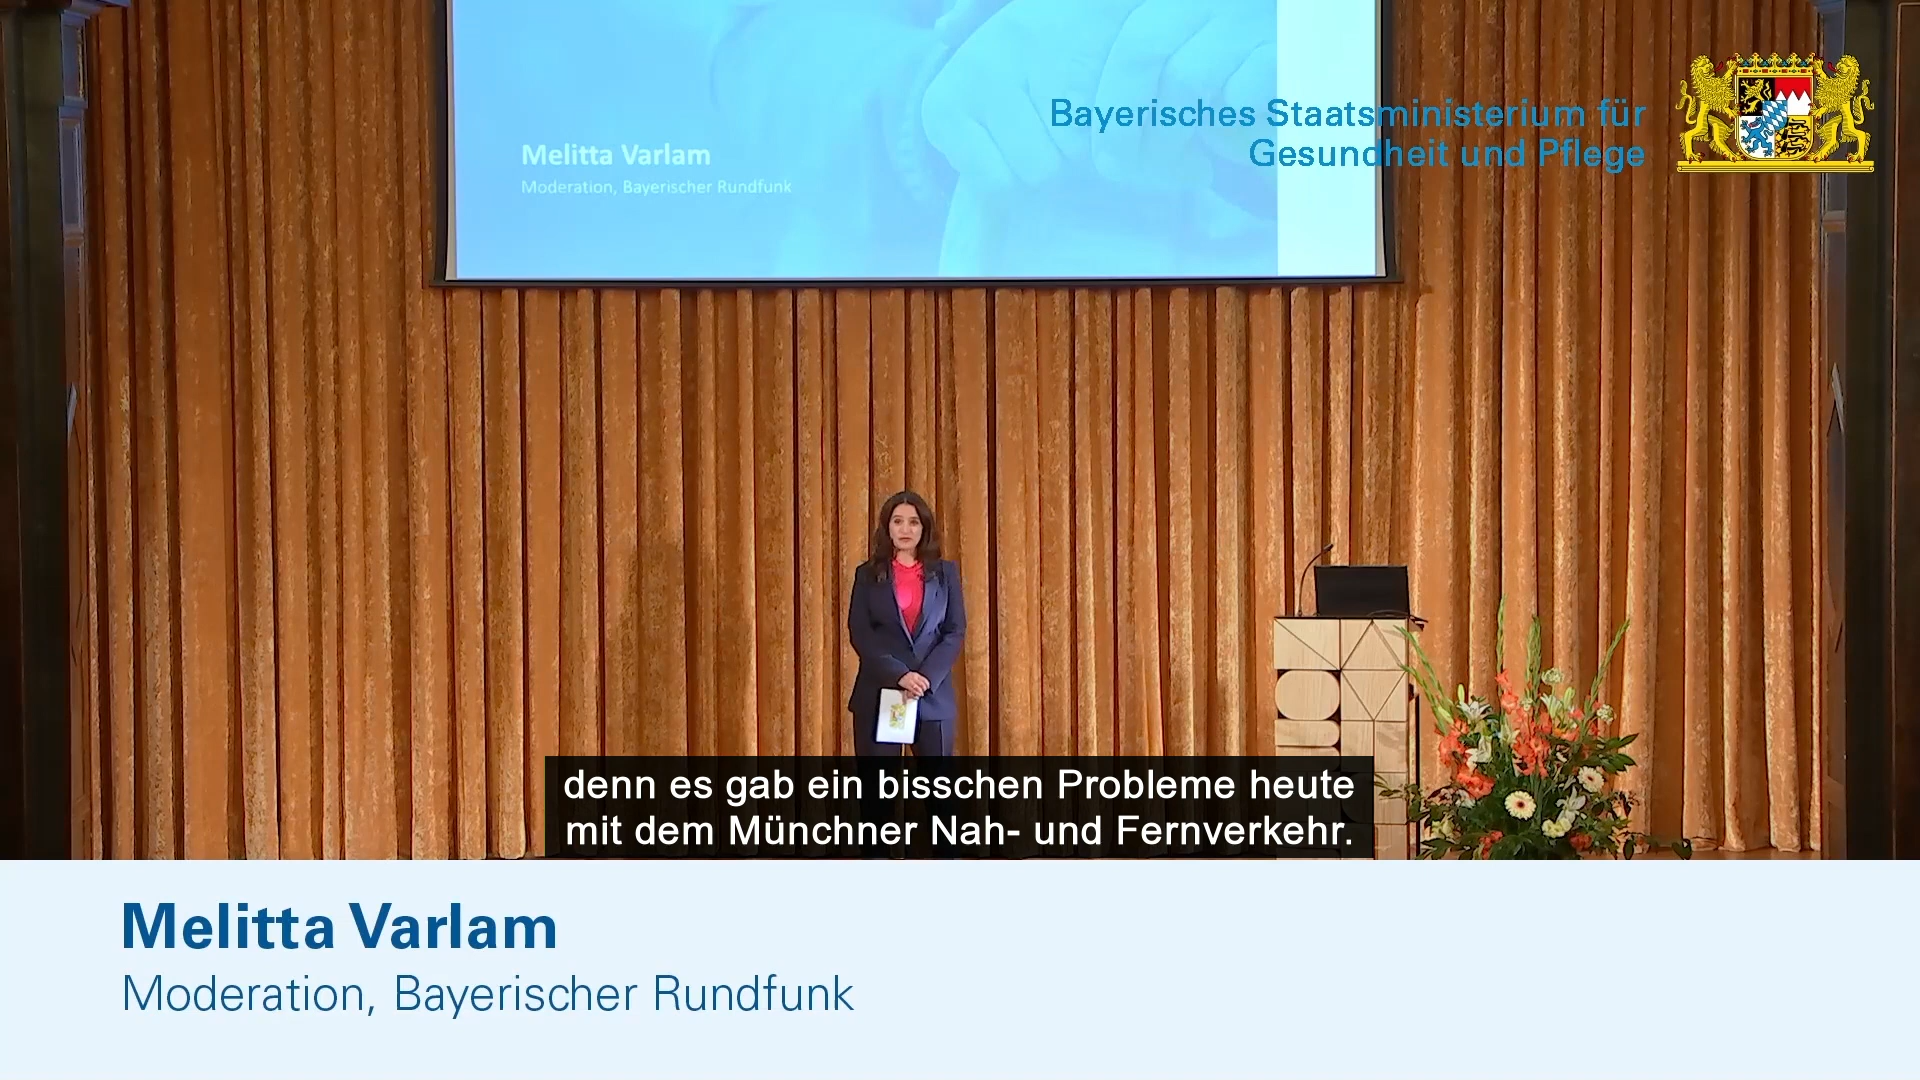 Bayerisches Staatsministerium für
Gesundheit und Pflege
Melitta Varlam
Moderation, Bayerischer Rundfunk
denn es gab ein bisschen Probleme heute
mit dem Münchner Nah- und Fernverkehr.
Melitta Varlam
Moderation, Bayerischer Rundfunk